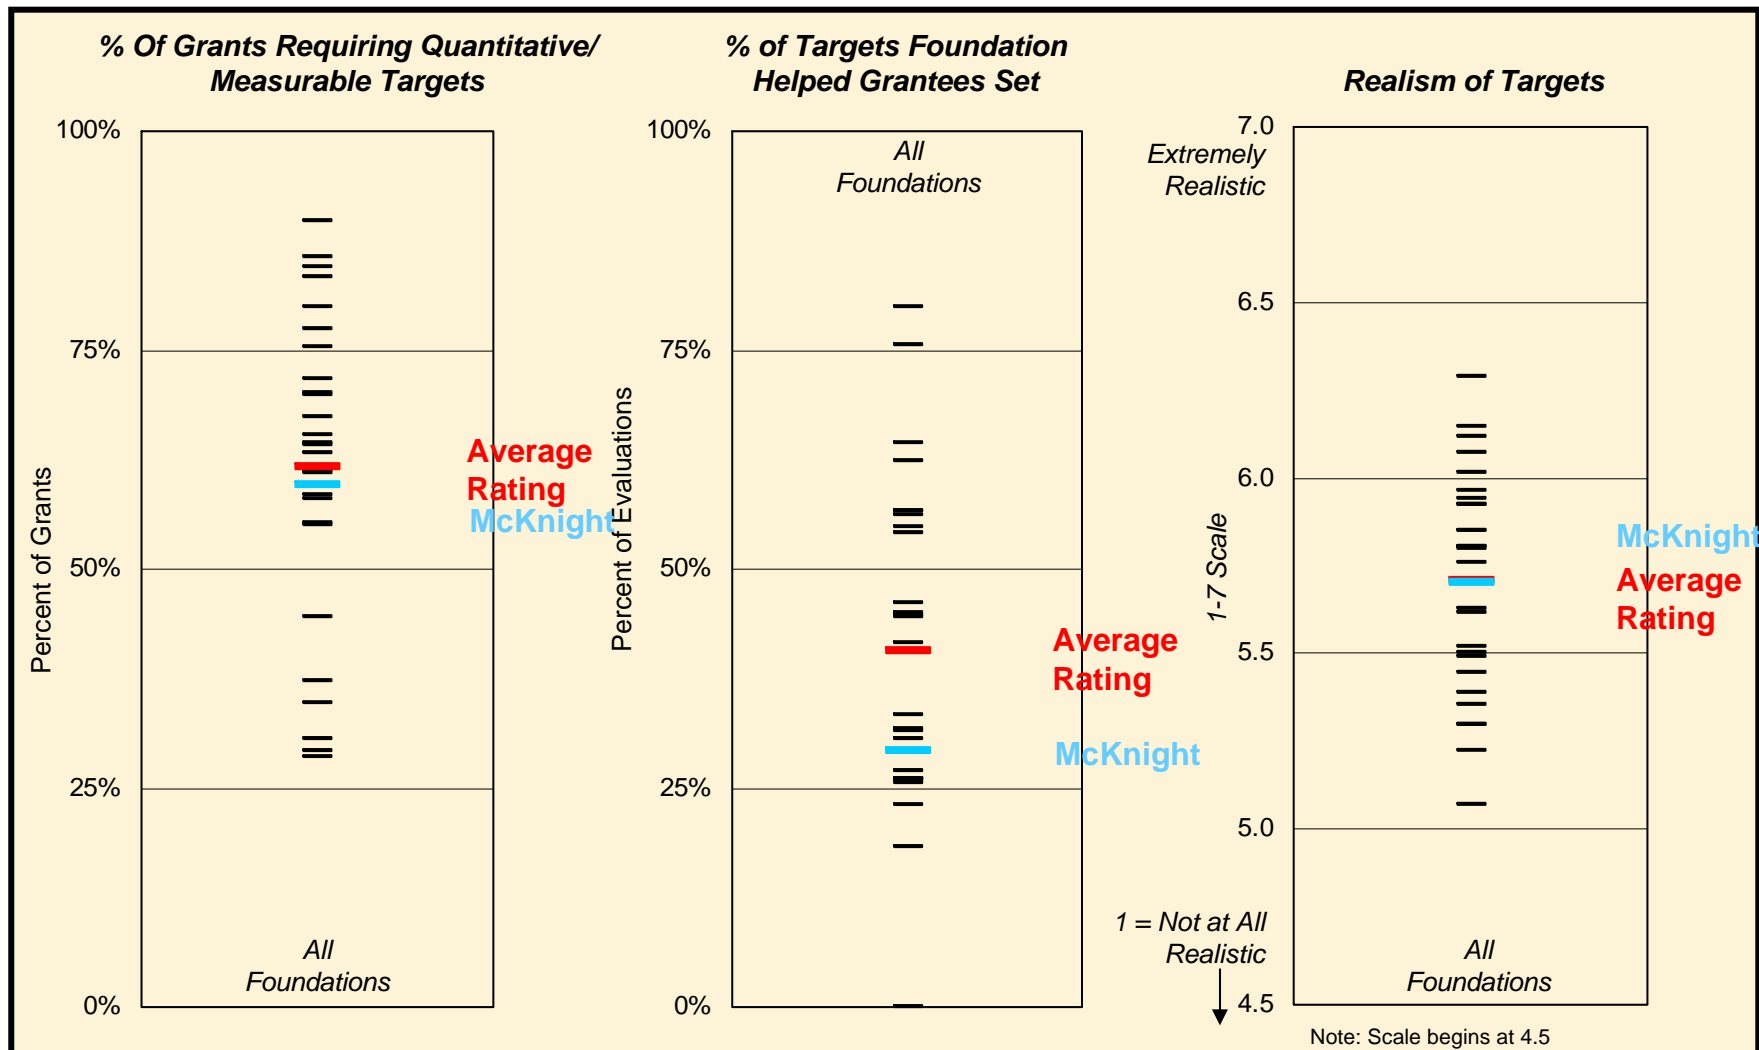 % Of Grants Requiring Quantitative/
Measurable Targets
100%
75%
50%
25%
0%
Percent of Grants
Average
Rating
McKnight
All
Foundations
% of Targets Foundation
Helped Grantees Set
100%
75%
50%
25%
0%
Percent of Evaluations
All
Foundations
Average
Rating
McKnight
Realism of Targets
7.0
Extremely
Realistic
6.5
6.0
5.5
5.0
4.5
1-7 Scale
1 = Not at All
Realistic
McKnight
Average
Rating
All
Foundations
Note: Scale begins at 4.5